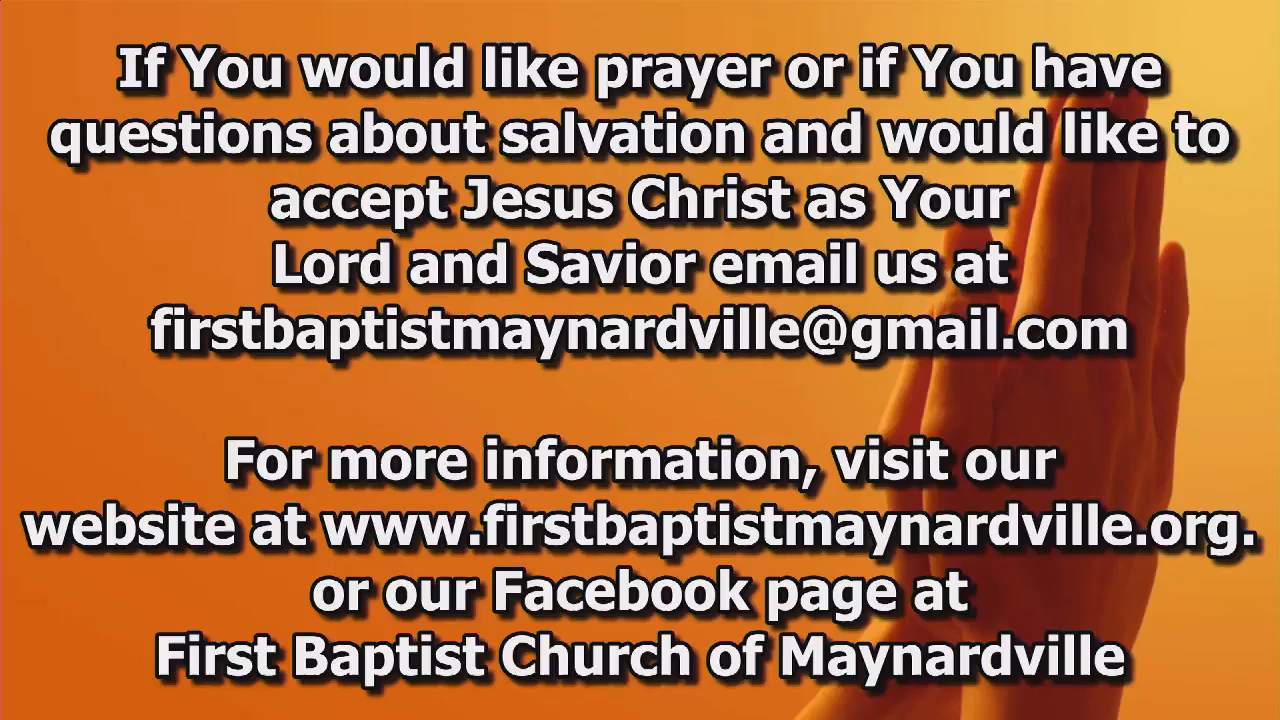 If You would like prayer or if You have
questions about salvation and would like to
accept Jesus Christ as Your
Lord and Savior email us at
firstbaptistmaynardville@gmail.com
For more information, visit our
website at www.firstbaptistmaynardville.org.
or our Facebook page at
First Baptist Church of Maynardville